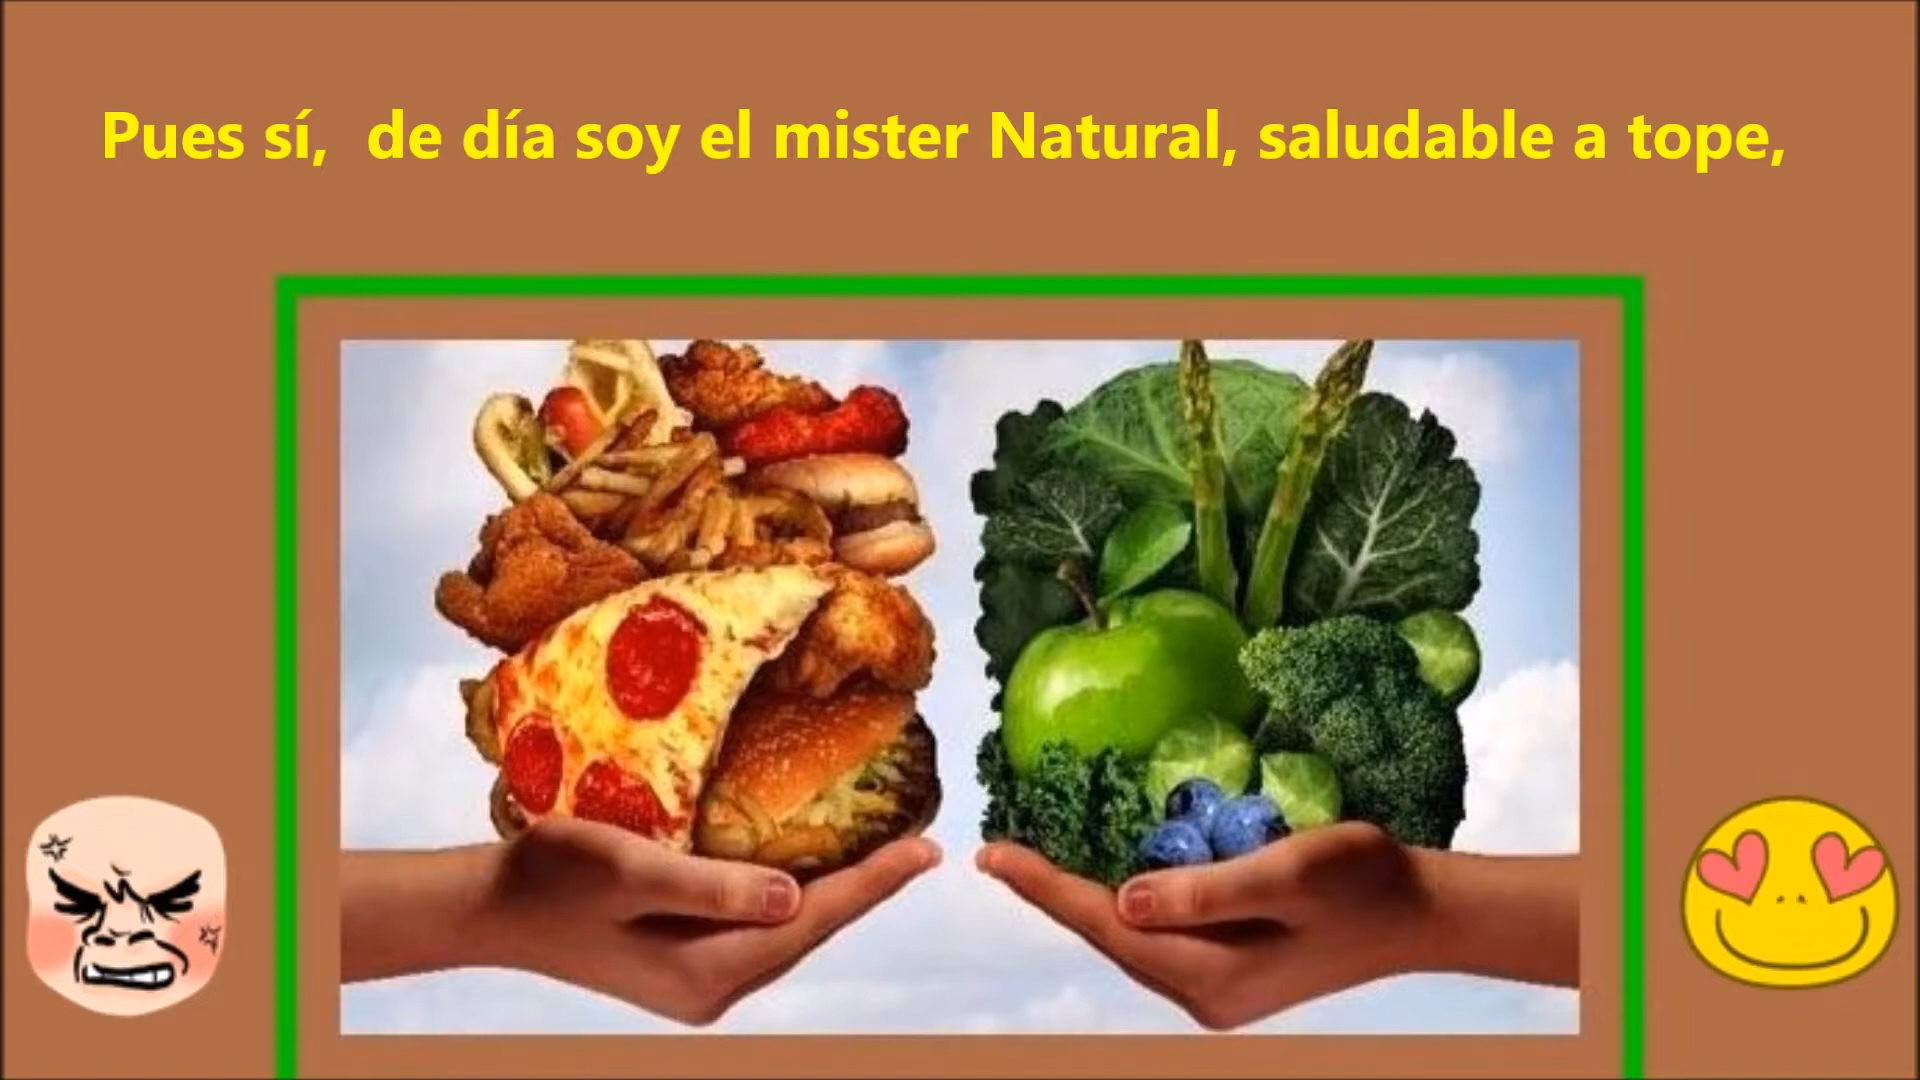 Pues sí,  de día soy el mister Natural, saludable a tope,